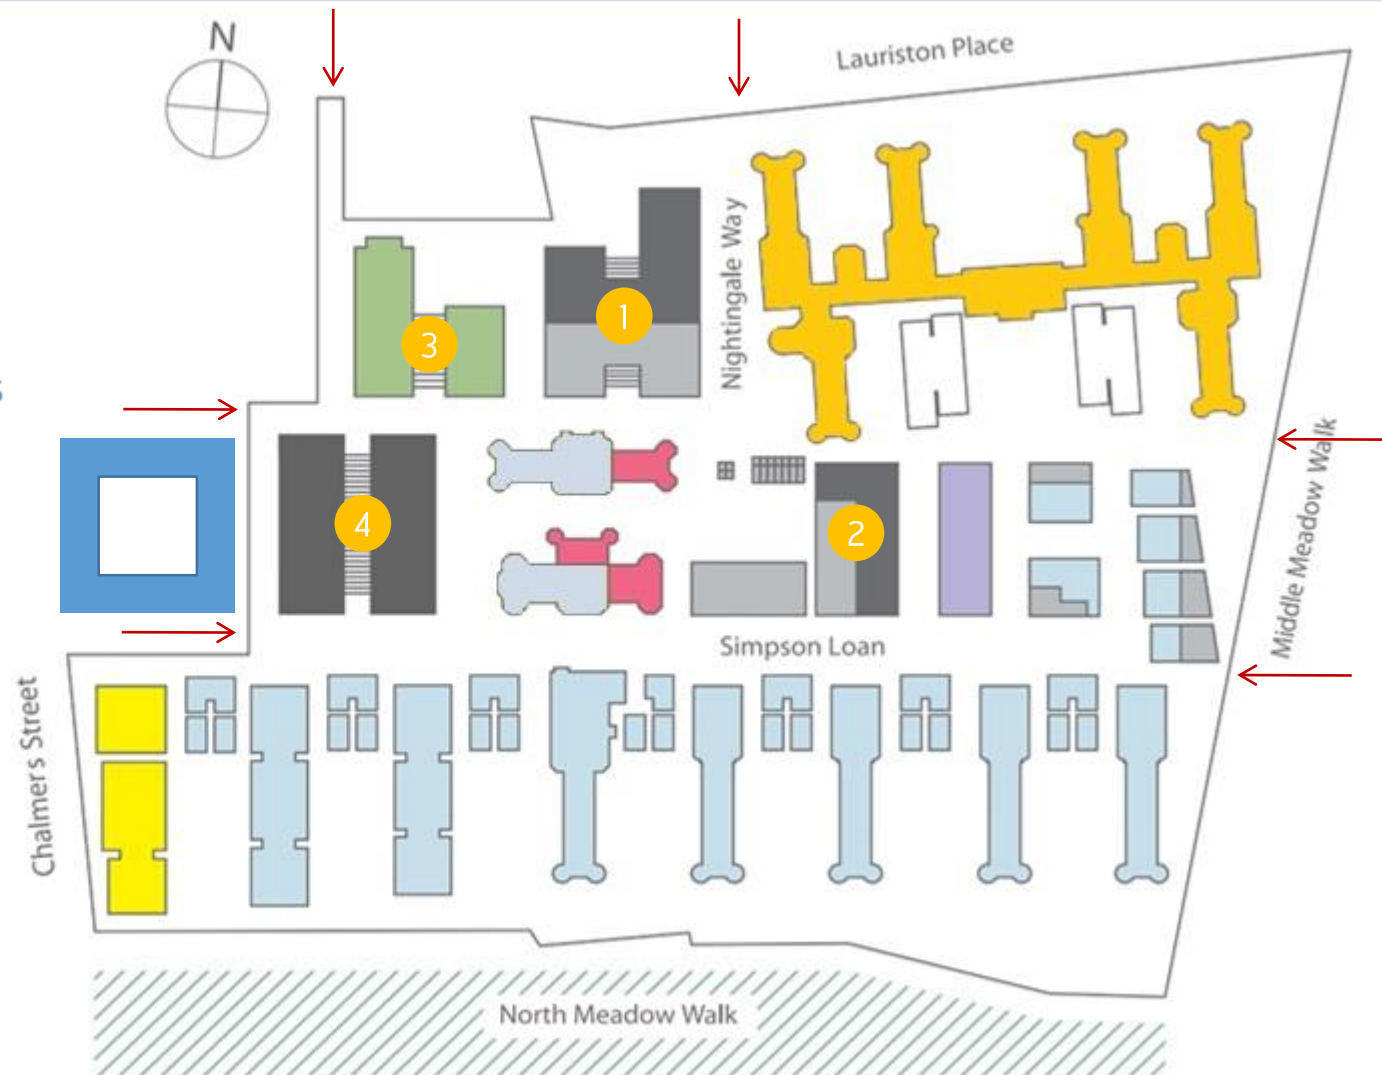 N
Lauriston Place
Nightingale Way
1
3
4
2
Middle Meadow Walk
Simpson Loan
Chalmers Street
North Meadow Walk